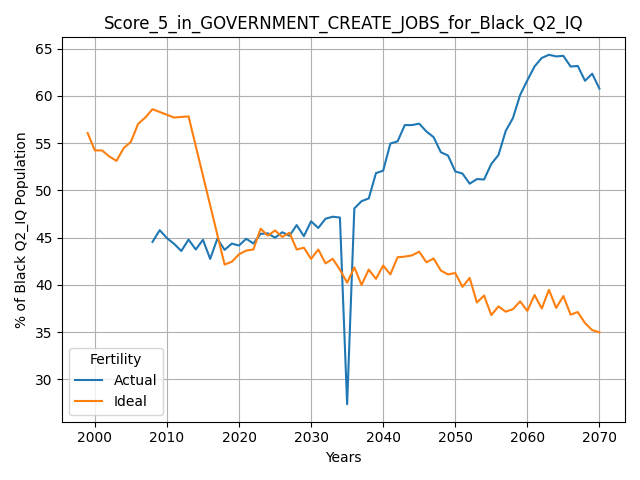 Score_5_in_GOVERNMENT_CREATE_JOBS_for_Black_Q2_IQ
% of Black Q2_IQ Population
65
60
55
50
45
40
35
30
Fertility
Actual
Ideal
2000 2010 2020 2030 2040 2050 2060 2070
Years